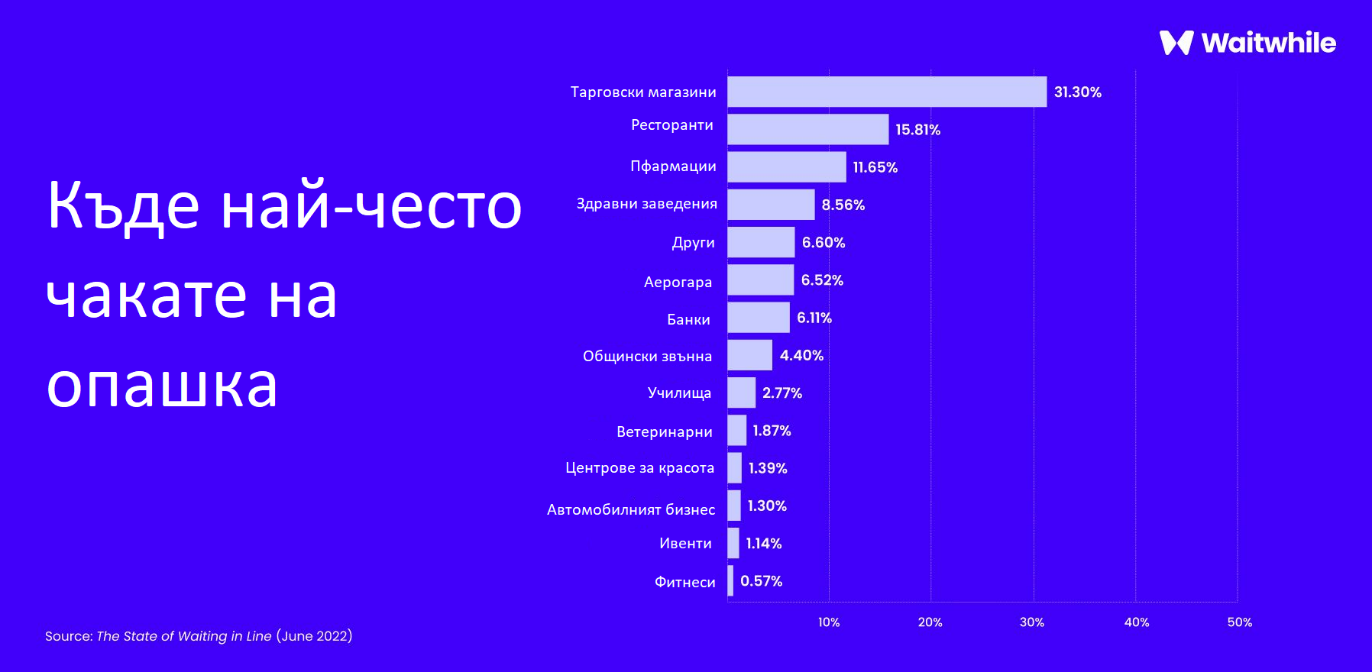 Waitwhile
Къде най-често
чакате на
опашка
Тарговски магазини 31.30%
Ресторанти 15.81%
Пфармации 11.65%
Здравни заведения 8.56%
Други 6.60%
Аерогара 6.52%
Банки 6.11%
Общински звънна 4.40%
Училища 2.77%
Ветеринарни 1.87%
Центрове за красота 1.39%
Автомобилният бизнес 1.30%
Ивенти 1.14%
Фитнеси 0.57%
10% 20% 30% 40% 50%
Source: The State of Waiting in Line (June 2022)